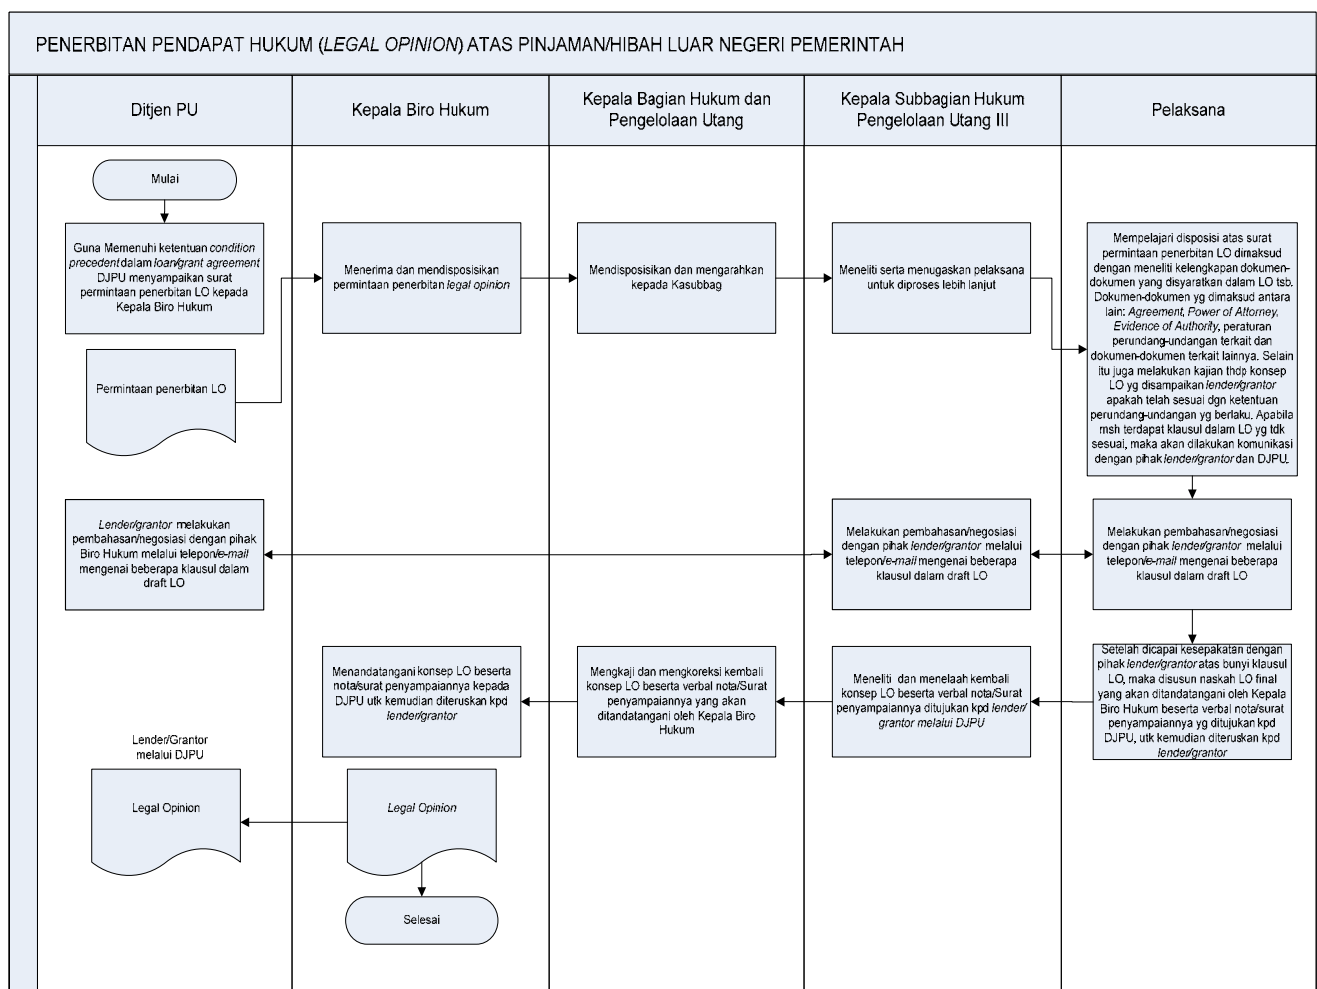 PENERBITAN PENDAPAT HUKUM (LEGAL OPINION) ATAS PINJAMAN/HIBAH LUAR NEGERI PEMERINTAH
Ditjen PU
Kepala Biro Hukum
Kepala Bagian Hukum dan
Pengelolaan Utang
Kepala Subbagian Hukum
Pengelolaan Utang III
Pelaksana
Mulai
Guna Memenuhi ketentuan condition
precedent dalam loan/grant agreement
DJPU menyampaikan surat
permintaan penerbitan LO kepada
Kepala Biro Hukum
Menerima dan mendisposisikan
permintaan penerbitan legal opinion
Mendisposisikan dan mengarahkan
kepada Kasubbag
Meneliti serta menugaskan pelaksana
untuk diproses lebih lanjut
Mempelajari disposisi atas surat
permintaan penerbitan LO dimaksud
dengan meneliti kelengkapan dokumen-
dokumen yang disyaratkan dalam LO tsb.
Dokumen-dokumen yg dimaksud antara
lain: Agreement, Power of Attorney,
Evidence of Authority, peraturan
perundang-undangan terkait dan
dokumen-dokumen terkait lainnya. Selain
itu juga melakukan kajian thdp konsep
LO yg disampaikan lender/grantor
apakah telah sesuai dgn ketentuan
perundang-undangan yg berlaku. Apabila
msh terdapat klausul dalam LO yg tdk
sesuai, maka akan dilakukan komunikasi
dengan pihak lender/grantor dan DJPU.
Permintaan penerbitan LO
Lender/grantor melakukan
pembahasan/negosiasi dengan pihak
Biro Hukum melalui telepon/e-mail
mengenai beberapa klausul dalam
draft LO
Melakukan pembahasan/negosiasi
dengan pihak lender/grantor melalui
telepon/e-mail mengenai beberapa
klausul dalam draft LO
Melakukan pembahasan/negosiasi
dengan pihak lender/grantor melalui
telepon/e-mail mengenai beberapa
klausul dalam draft LO
Menandatangani konsep LO beserta
nota/surat penyampaiannya kepada
DJPU utk kemudian diteruskan kpd
lender/grantor
Mengkaji dan mengkoreksi kembali
konsep LO beserta verbal nota/Surat
penyampaiannya yang akan
ditandatangani oleh Kepala Biro
Hukum
Meneliti dan menelaah kembali
konsep LO beserta verbal nota/Surat
penyampaiannya ditujukan kpd lender/
grantor melalui DJPU
Setelah dicapai kesepakatan dengan
pihak lender/grantor atas bunyi klausul
LO, maka disusun naskah LO final
yang akan ditandatangani oleh Kepala
Biro Hukum beserta verbal nota/surat
penyampaiannya yg ditujukan kpd
DJPU, utk kemudian diteruskan kpd
lender/grantor
Lender/Grantor
melalui DJPU
Legal Opinion
Legal Opinion
Selesai